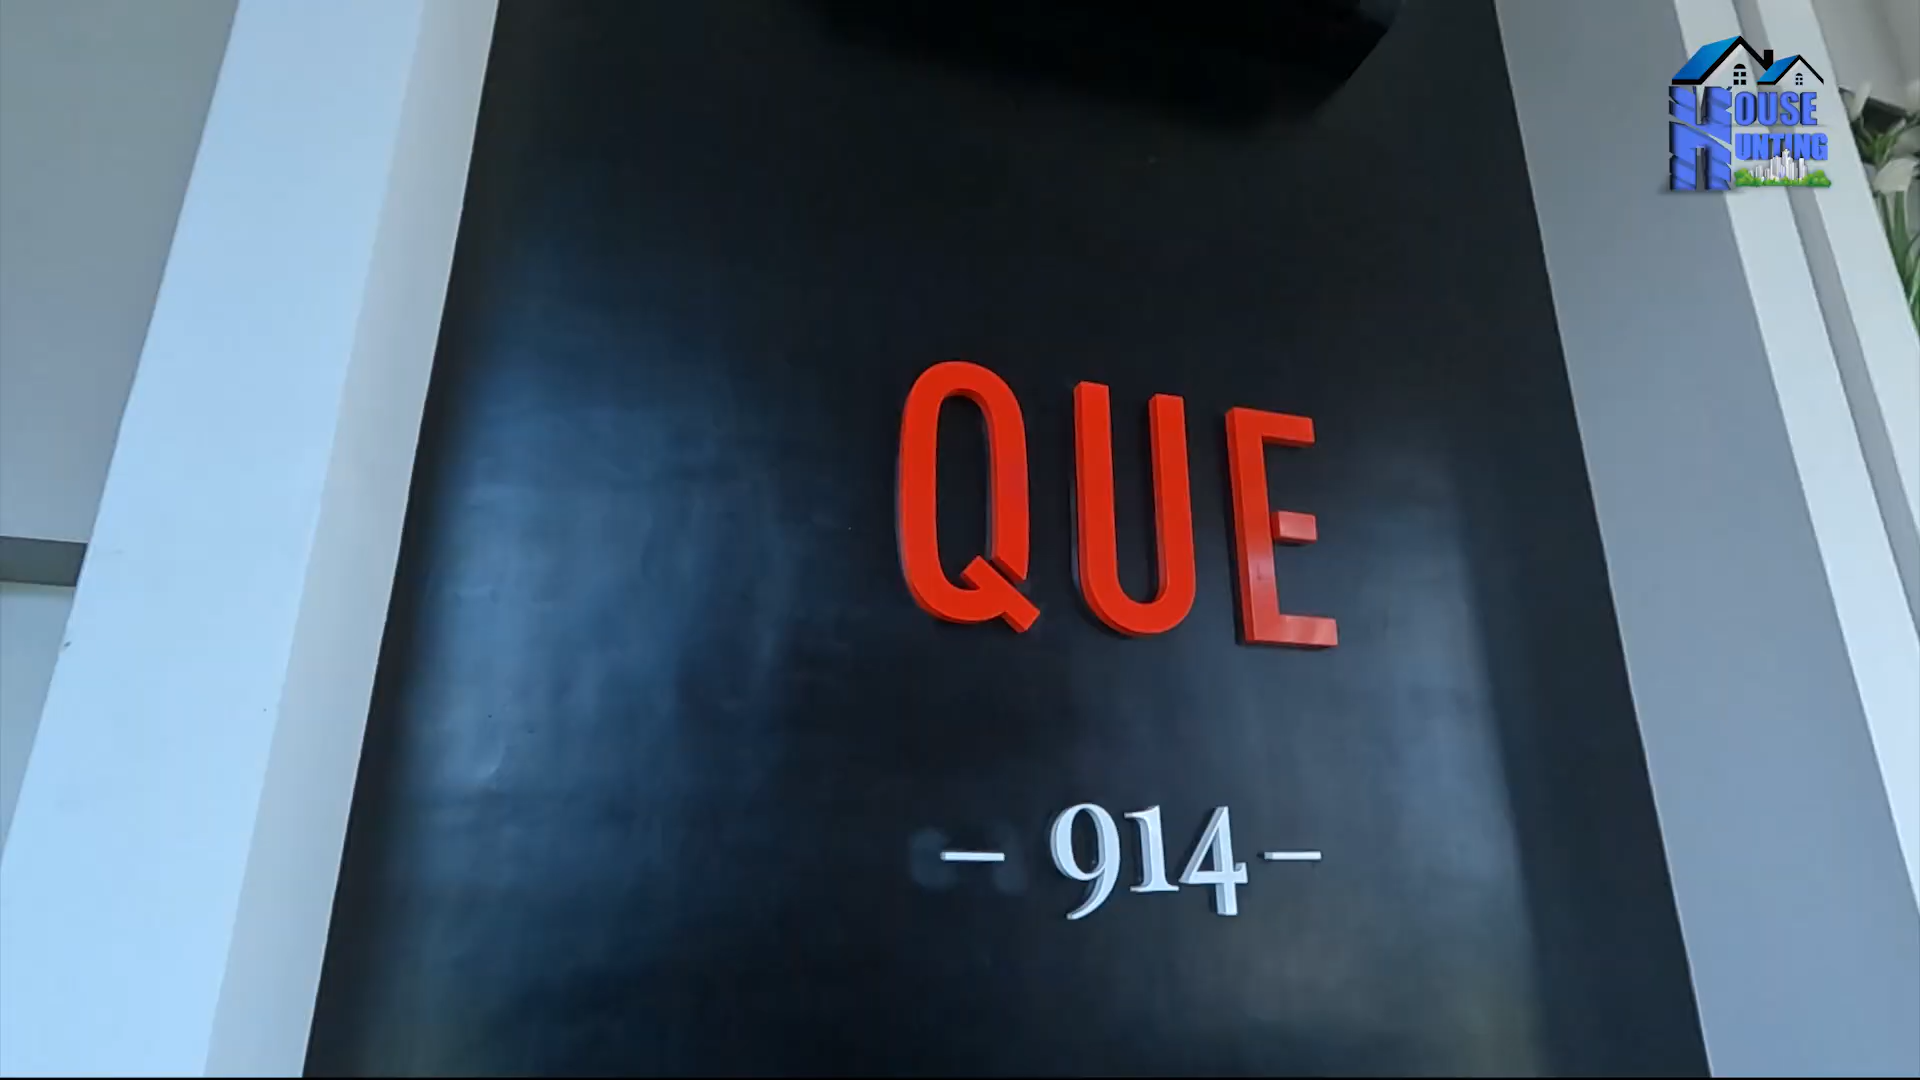 HOUSE
HUNTING
QUE
– 914 –